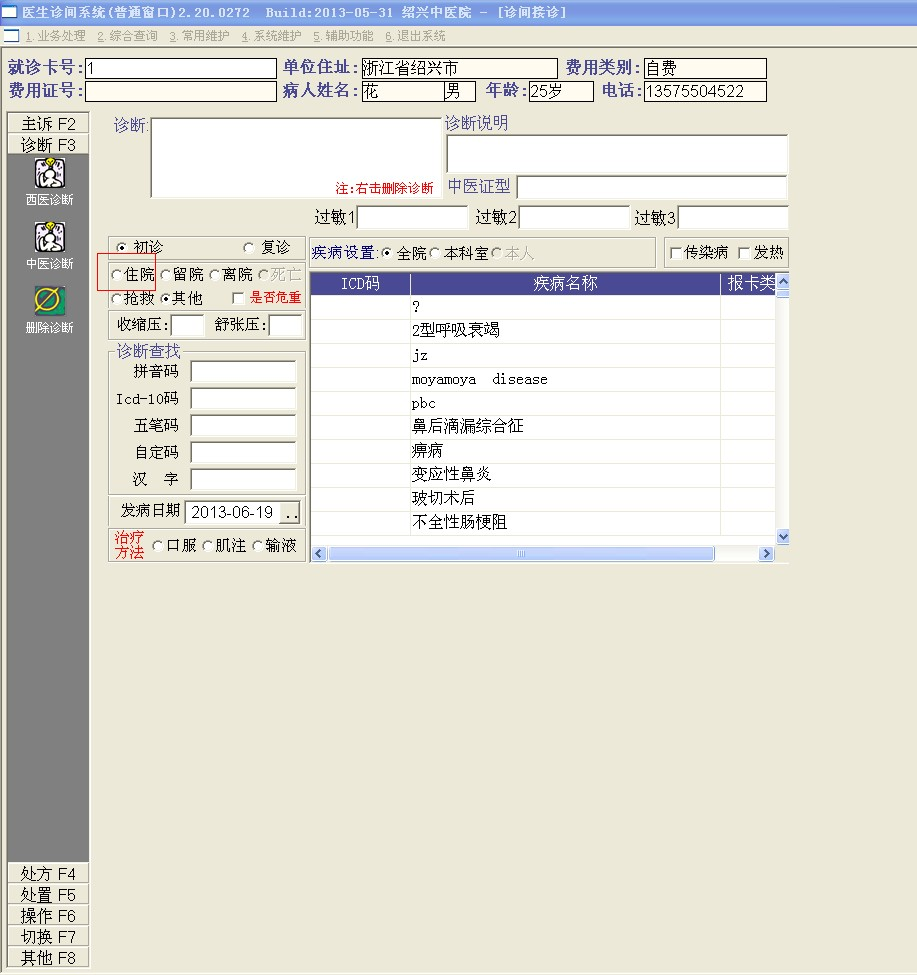 医生诊间系统(普通窗口)2.20.0272 Build:2013-05-31 绍兴中医院 - [诊间接诊]
1.业务处理 2.综合查询 3.常用维护 4.系统维护 5.辅助功能 6.退出系统
就诊卡号:1 单位住址:浙江省绍兴市 费用类别:自费
费用证号: 病人姓名:花 男 年龄:25岁 电话:13575504522
主诉 F2
诊断 F3
西医诊断
中医诊断
删除诊断
诊断:
注:右击删除诊断
诊断说明
中医证型
过敏1 过敏2 过敏3
初诊 复诊
住院 留院 离院 死亡
抢救 其他 是否危重
收缩压: 舒张压:
诊断查找
拼音码
Icd-10码
五笔码
自定码
汉 字
发病日期 2013-06-19 ..
治疗方法 口服 肌注 输液
疾病设置: 全院 本科室 本人 传染病 发热
ICD码 疾病名称 报卡类
?
2型呼吸衰竭
jz
moyamoya disease
pbc
鼻后滴漏综合征
痹病
变应性鼻炎
玻切术后
不全性肠梗阻
处方 F4
处置 F5
操作 F6
切换 F7
其他 F8